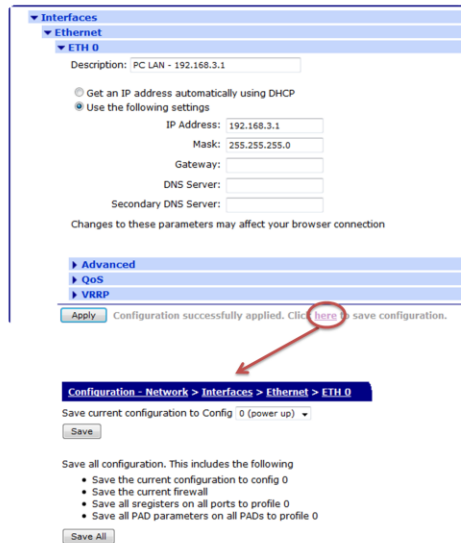 Interfaces
Ethernet
ETH 0
Description: PC LAN - 192.168.3.1
Get an IP address automatically using DHCP
Use the following settings
IP Address: 192.168.3.1
Mask: 255.255.255.0
Gateway:
DNS Server:
Secondary DNS Server:
Changes to these parameters may affect your browser connection
Advanced
QoS
VRRP
Apply Configuration successfully applied. Click here to save configuration.
Configuration - Network > Interfaces > Ethernet > ETH 0
Save current configuration to Config 0 (power up)
Save
Save all configuration. This includes the following
• Save the current configuration to config 0
• Save the current firewall
• Save all sregisters on all ports to profile 0
• Save all PAD parameters on all PADs to profile 0
Save All